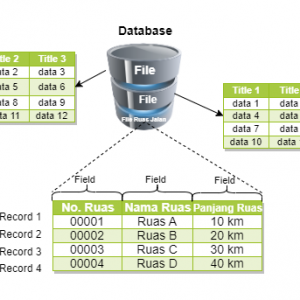 Database
tle 2 Title 3
data 2 data 3
data 5 data 6
data 8 data 9
data 11 data 12
File
File
File Ruas Jalan
Title 1
data 1 data
data 4 data
data 7 data
data 10 data
Field Field Field
No. Ruas Nama Ruas Panjang Ruas
Record 1 00001 Ruas A 10 km
Record 2 00002 Ruas B 20 km
Record 3 00003 Ruas C 30 km
Record 4 00004 Ruas D 40 km